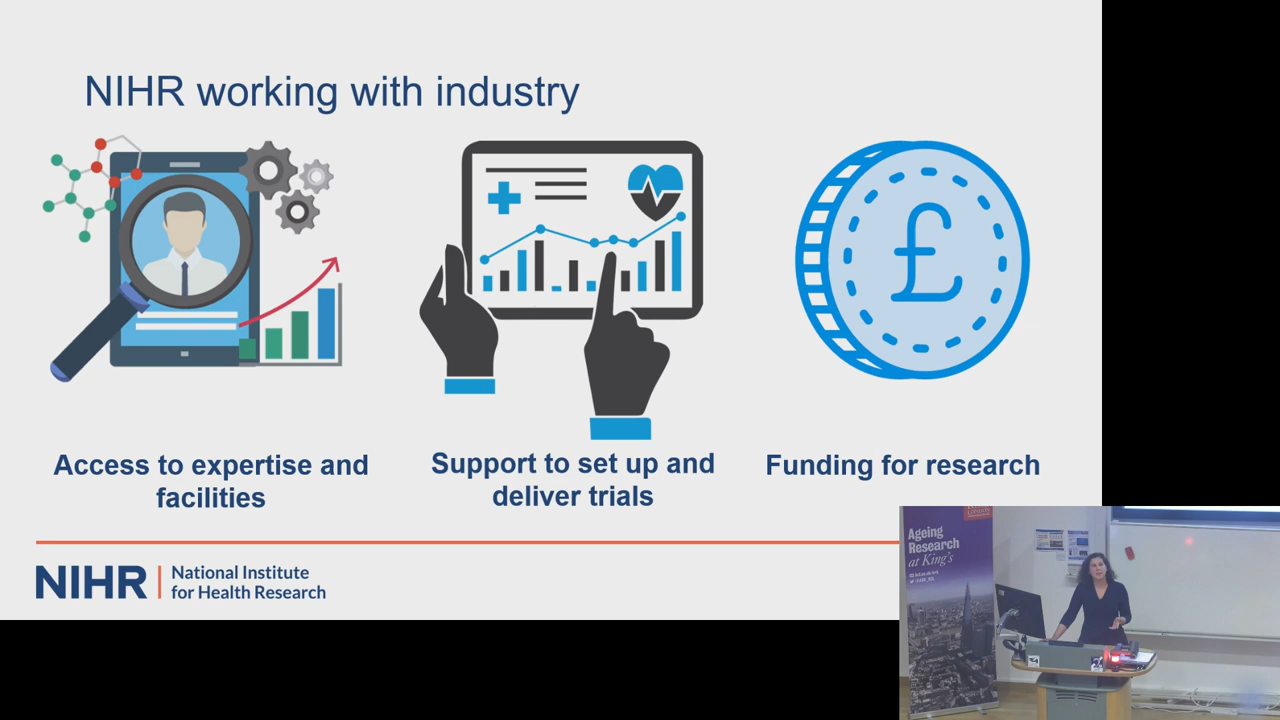 NIHR working with industry
£
Access to expertise and
facilities
Support to set up and
deliver trials
Funding for research
NIHR
National Institute
for Health Research
Ageing
Research
at King's